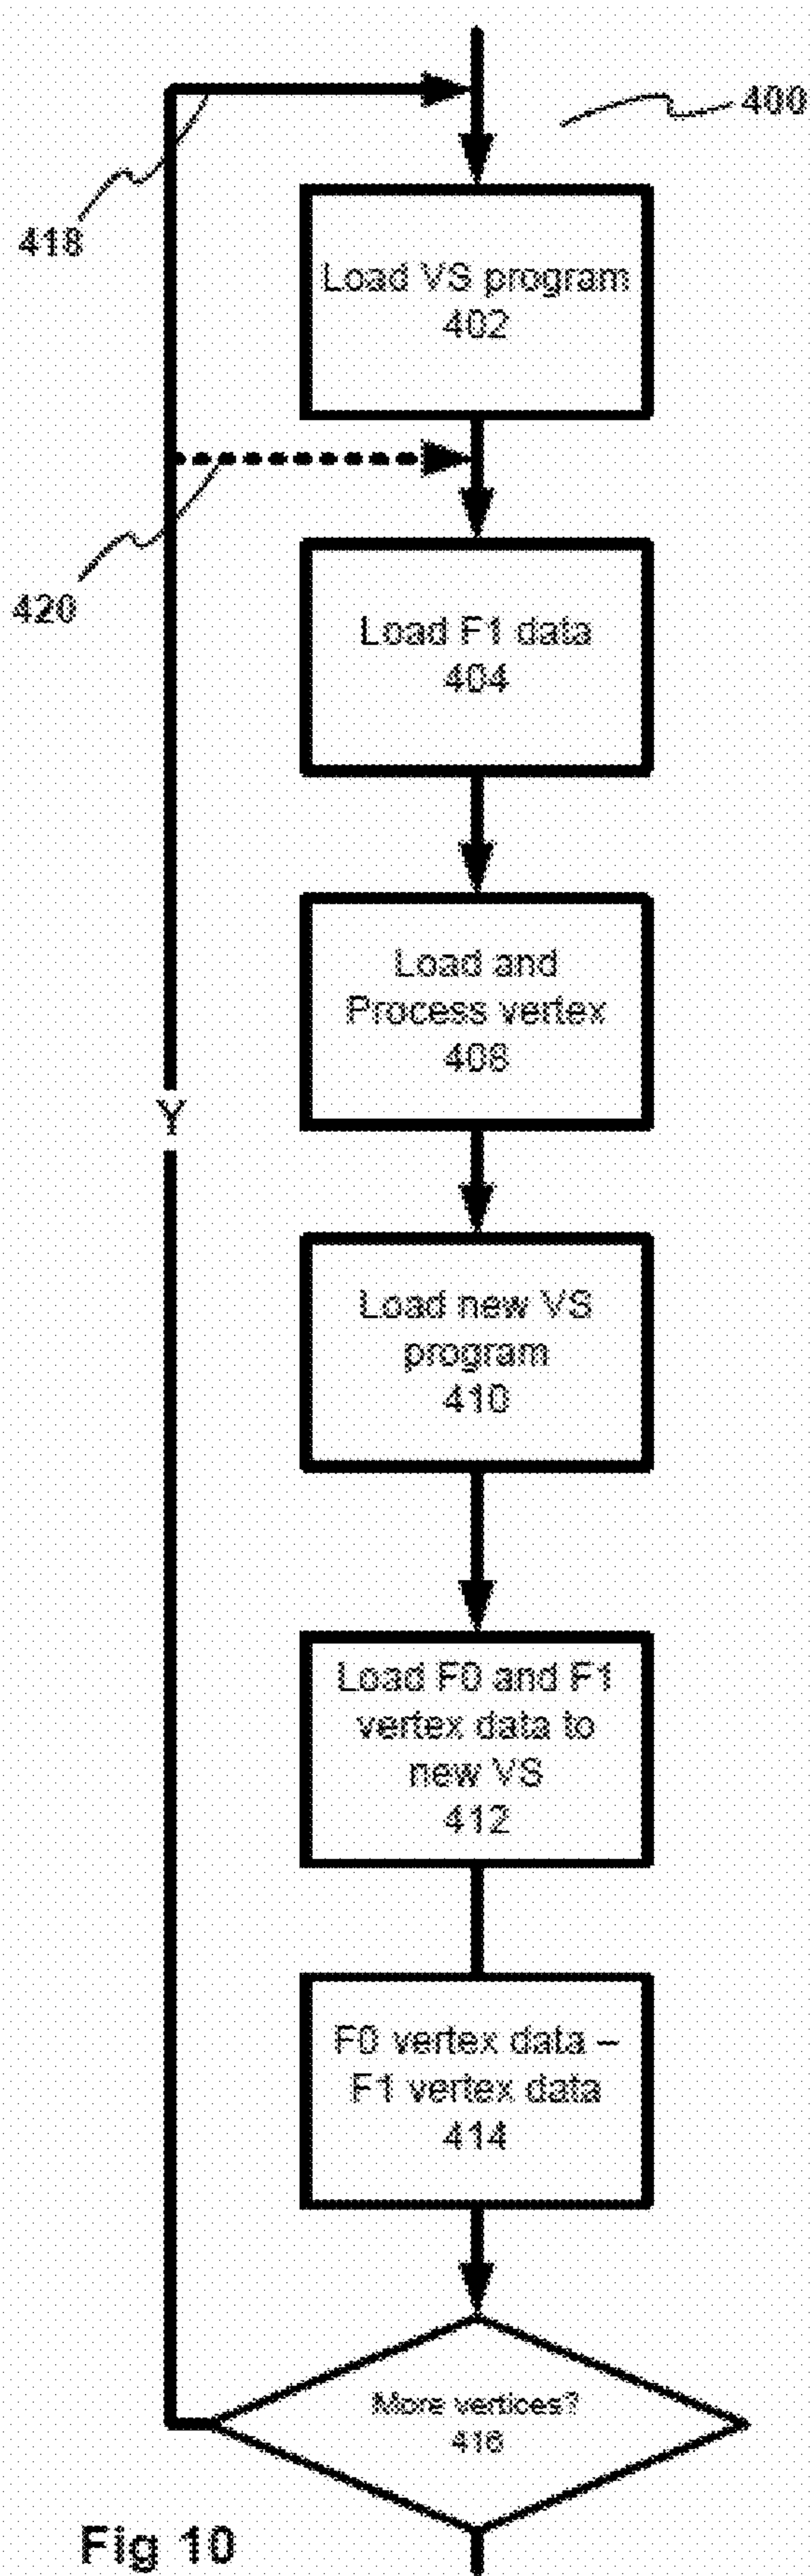 400
418
Load VS program
402
420
Load F1 data
404
Load and
Process vertex
408
Y
Load new VS
program
410
Load F0 and F1
vertex data to
new VS
412
F0 vertex data –
F1 vertex data
414
More vertices?
416
Fig 10